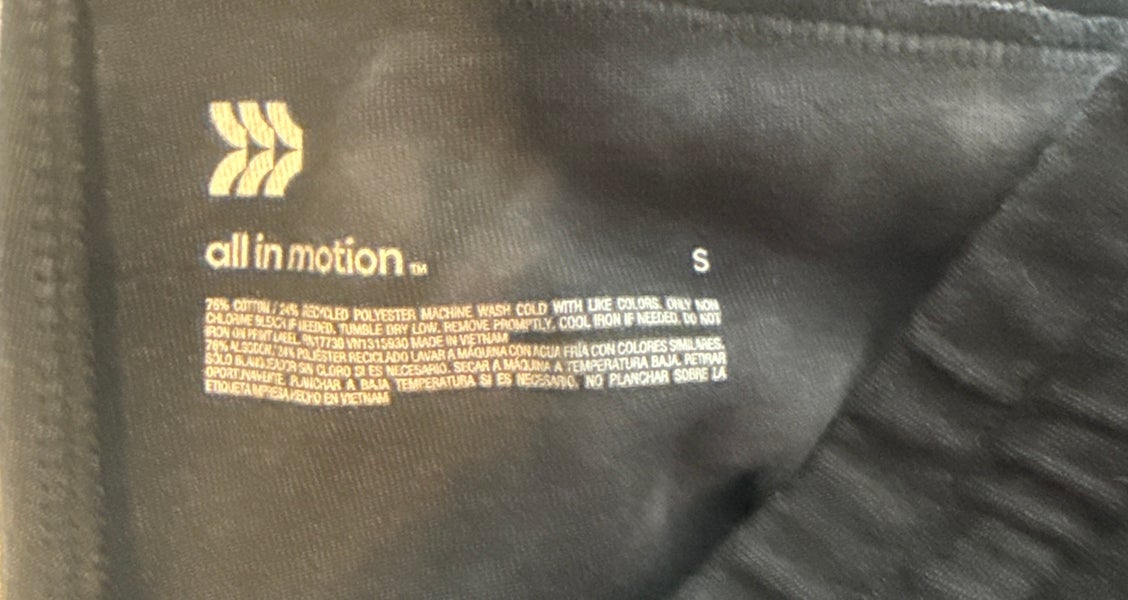 all in motion™
S
76% COTTON / 24% RECYCLED POLYESTER MACHINE WASH COLD WITH LIKE COLORS. ONLY NON
CHLORINE BLEACH IF NEEDED. TUMBLE DRY LOW. REMOVE PROMPTLY. COOL IRON IF NEEDED. DO NOT
IRON ON PRINT LABEL. RN17730 VN1315930 MADE IN VIETNAM
76% ALGODON / 24% POLIÉSTER RECICLADO LAVAR A MÁQUINA CON AGUA FRÍA CON COLORES SIMILARES.
SOLO BLANQUEADOR SIN CLORO SI ES NECESARIO. SECAR A MÁQUINA A TEMPERATURA BAJA. RETIRAR
OPORTUNAMENTE. PLANCHAR A BAJA TEMPERATURA SI ES NECESARIO. NO PLANCHAR SOBRE LA
ETIQUETA IMPRESA HECHO EN VIETNAM